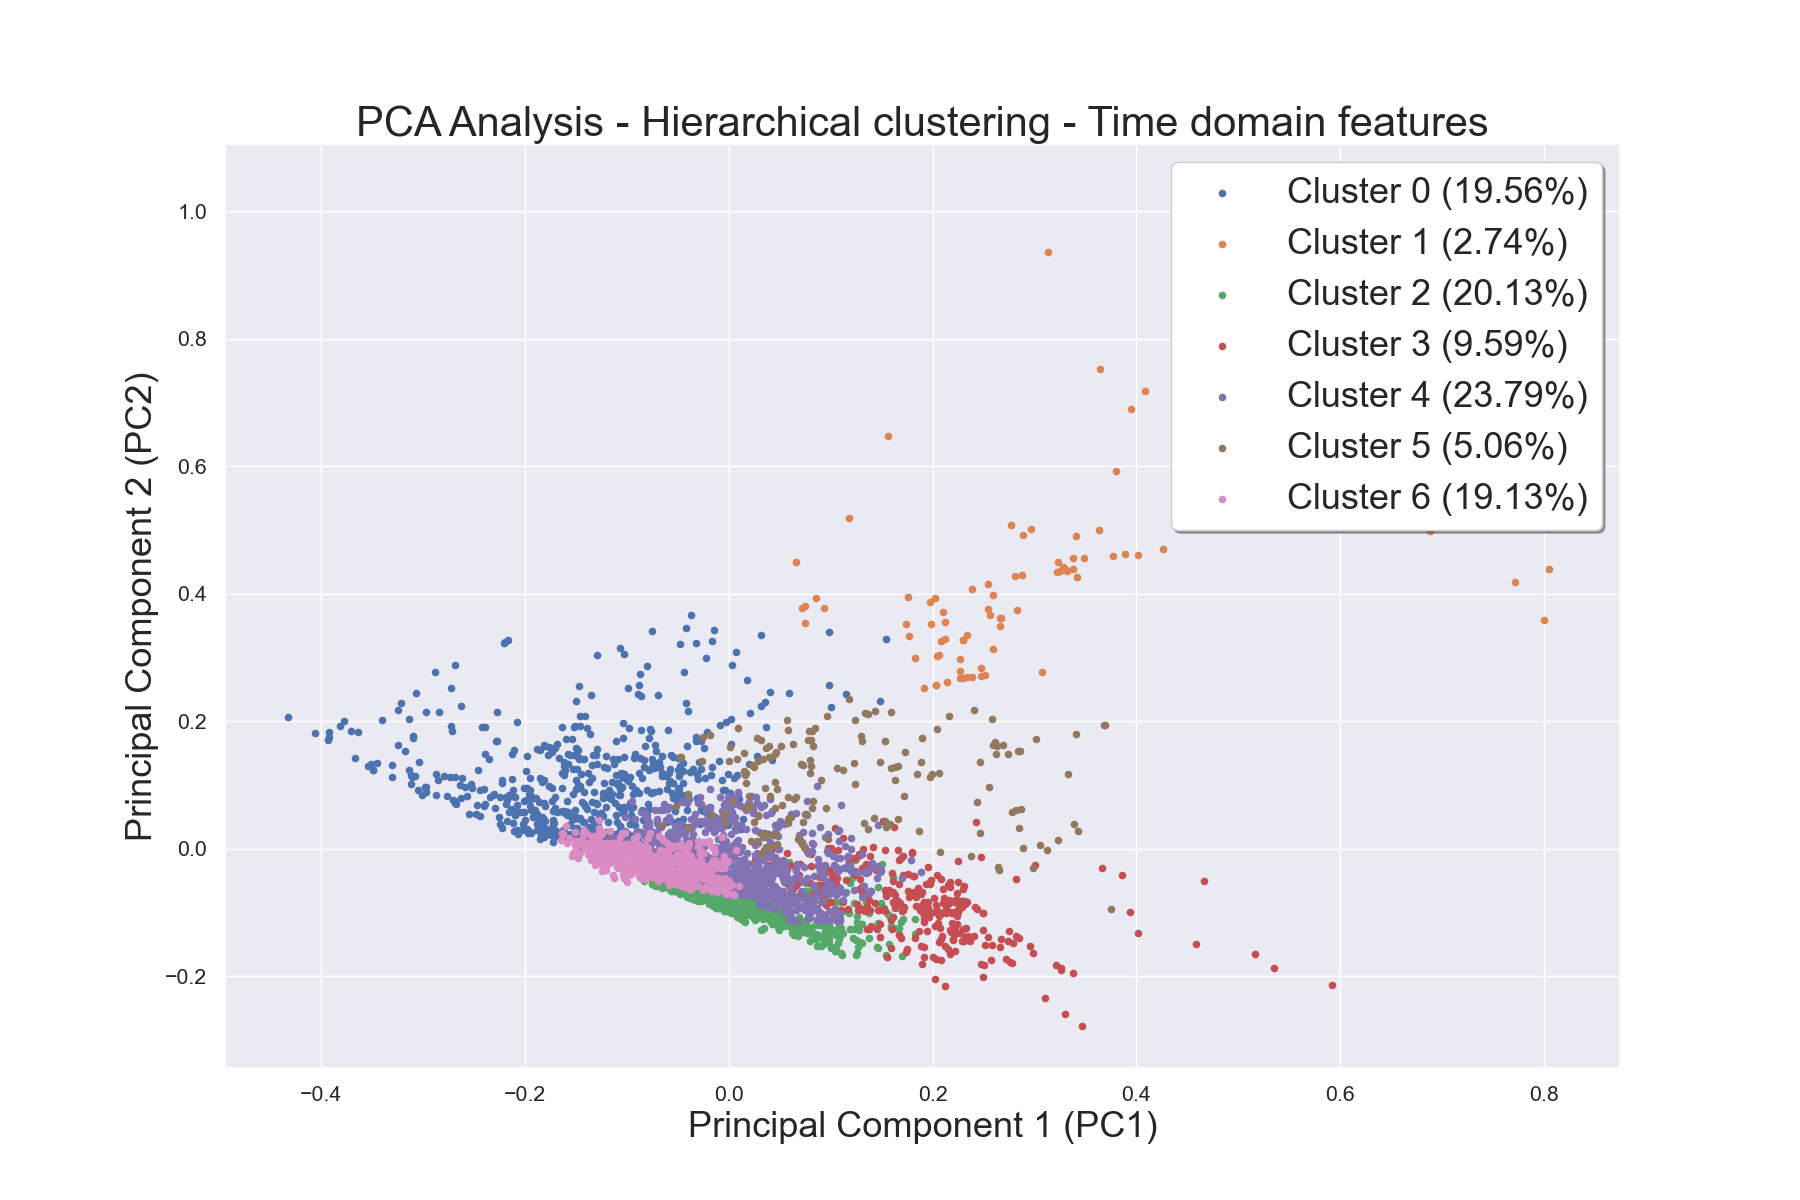 PCA Analysis - Hierarchical clustering - Time domain features
Cluster 0 (19.56%)
Cluster 1 (2.74%)
Cluster 2 (20.13%)
Cluster 3 (9.59%)
Cluster 4 (23.79%)
Cluster 5 (5.06%)
Cluster 6 (19.13%)
Principal Component 2 (PC2)
1.0
0.8
0.6
0.4
0.2
0.0
−0.2
−0.4 −0.2 0.0 0.2 0.4 0.6 0.8
Principal Component 1 (PC1)